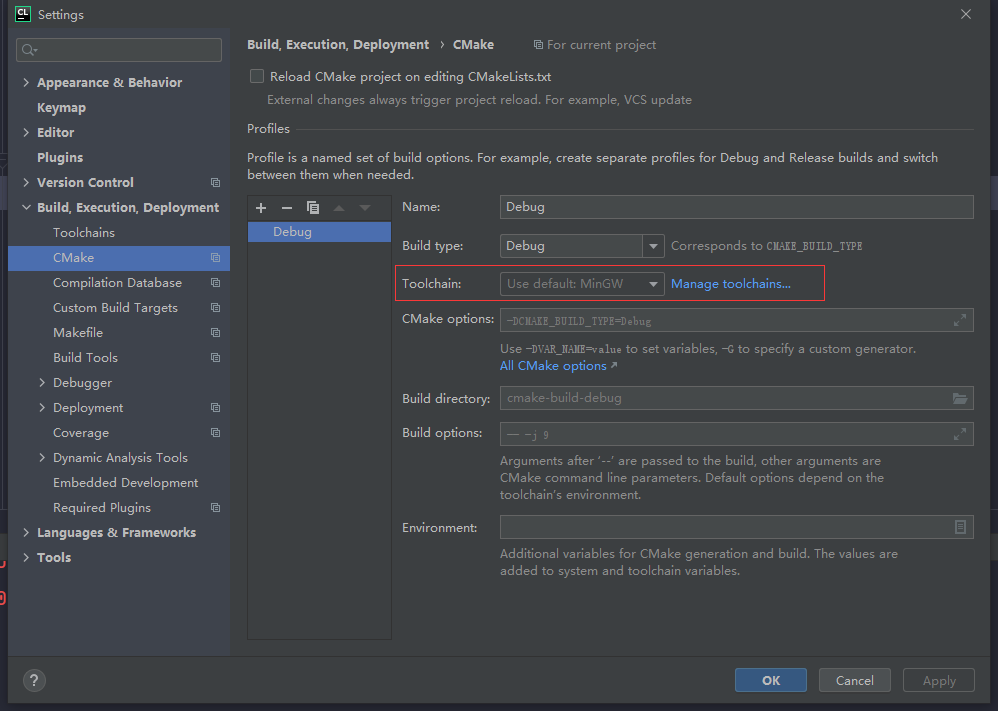 CL Settings
Build, Execution, Deployment › CMake For current project
Reload CMake project on editing CMakeLists.txt
External changes always trigger project reload. For example, VCS update
Appearance & Behavior
Keymap
Editor
Plugins
Version Control
Build, Execution, Deployment
Toolchains
CMake
Compilation Database
Custom Build Targets
Makefile
Build Tools
Debugger
Deployment
Coverage
Dynamic Analysis Tools
Embedded Development
Required Plugins
Languages & Frameworks
Tools
Profiles
Profile is a named set of build options. For example, create separate profiles for Debug and Release builds and switch
between them when needed.
Debug
Name: Debug
Build type: Debug Corresponds to CMAKE_BUILD_TYPE
Toolchain: Use default: MinGW Manage toolchains...
CMake options: -DCMAKE_BUILD_TYPE=Debug
Use -DVAR_NAME=value to set variables, -G to specify a custom generator.
All CMake options ↗
Build directory: cmake-build-debug
Build options: -- -j 9
Arguments after '--' are passed to the build, other arguments are
CMake command line parameters. Default options depend on the
toolchain's environment.
Environment:
Additional variables for CMake generation and build. The values are
added to system and toolchain variables.
?
OK
Cancel
Apply